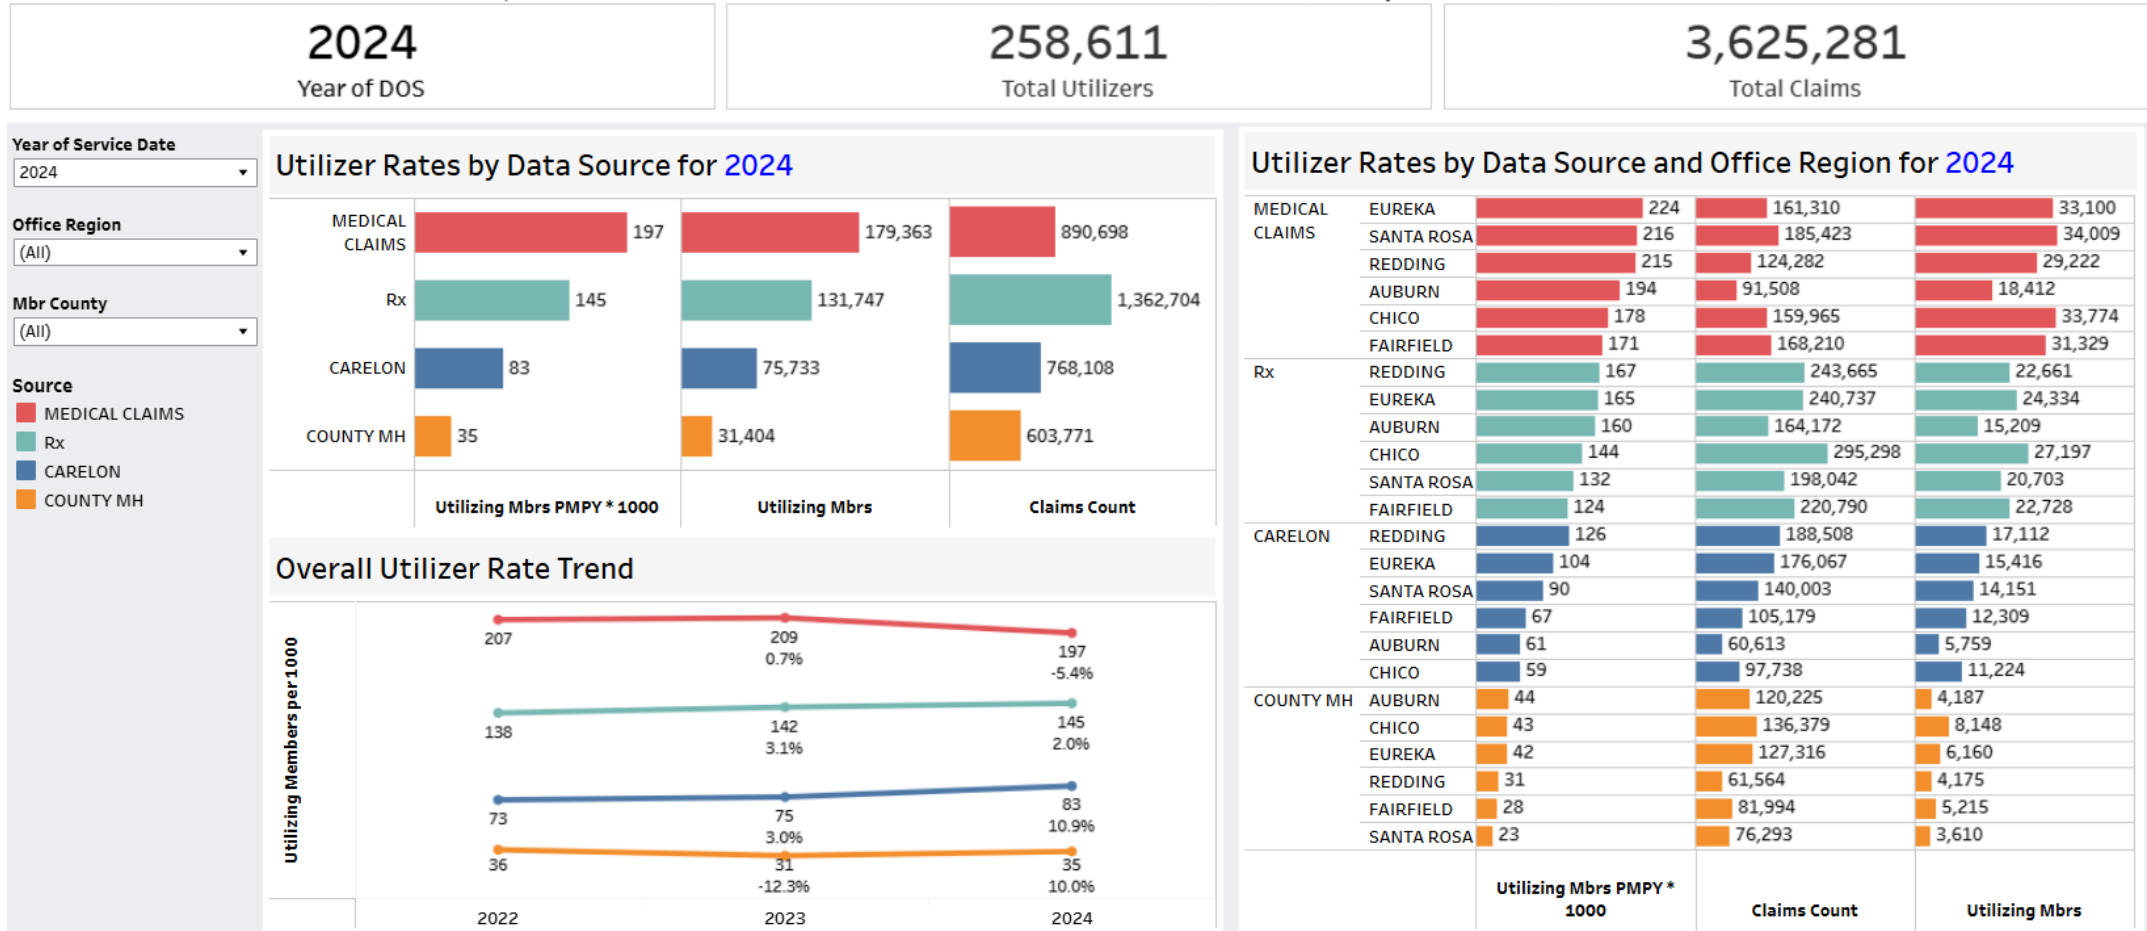 2024
Year of DOS
258,611
Total Utilizers
3,625,281
Total Claims
Year of Service Date
2024
Office Region
(All)
Mbr County
(All)
Source
MEDICAL CLAIMS
Rx
CARELON
COUNTY MH
Utilizer Rates by Data Source for 2024
MEDICAL
CLAIMS
197
179,363
890,698
Rx
145
131,747
1,362,704
CARELON
83
75,733
768,108
COUNTY MH
35
31,404
603,771
Utilizing Mbrs PMPY * 1000
Utilizing Mbrs
Claims Count
Overall Utilizer Rate Trend
Utilizing Members per 1000
207
209
0.7%
197
-5.4%
138
142
3.1%
145
2.0%
73
75
3.0%
83
10.9%
36
31
-12.3%
35
10.0%
2022
2023
2024
Utilizer Rates by Data Source and Office Region for 2024
MEDICAL
CLAIMS
EUREKA 224 161,310 33,100
SANTA ROSA 216 185,423 34,009
REDDING 215 124,282 29,222
AUBURN 194 91,508 18,412
CHICO 178 159,965 33,774
FAIRFIELD 171 168,210 31,329
Rx REDDING 167 243,665 22,661
EUREKA 165 240,737 24,334
AUBURN 160 164,172 15,209
CHICO 144 295,298 27,197
SANTA ROSA 132 198,042 20,703
FAIRFIELD 124 220,790 22,728
CARELON REDDING 126 188,508 17,112
EUREKA 104 176,067 15,416
SANTA ROSA 90 140,003 14,151
FAIRFIELD 67 105,179 12,309
AUBURN 61 60,613 5,759
CHICO 59 97,738 11,224
COUNTY MH AUBURN 44 120,225 4,187
CHICO 43 136,379 8,148
EUREKA 42 127,316 6,160
REDDING 31 61,564 4,175
FAIRFIELD 28 81,994 5,215
SANTA ROSA 23 76,293 3,610
Utilizing Mbrs PMPY *
1000
Claims Count
Utilizing Mbrs